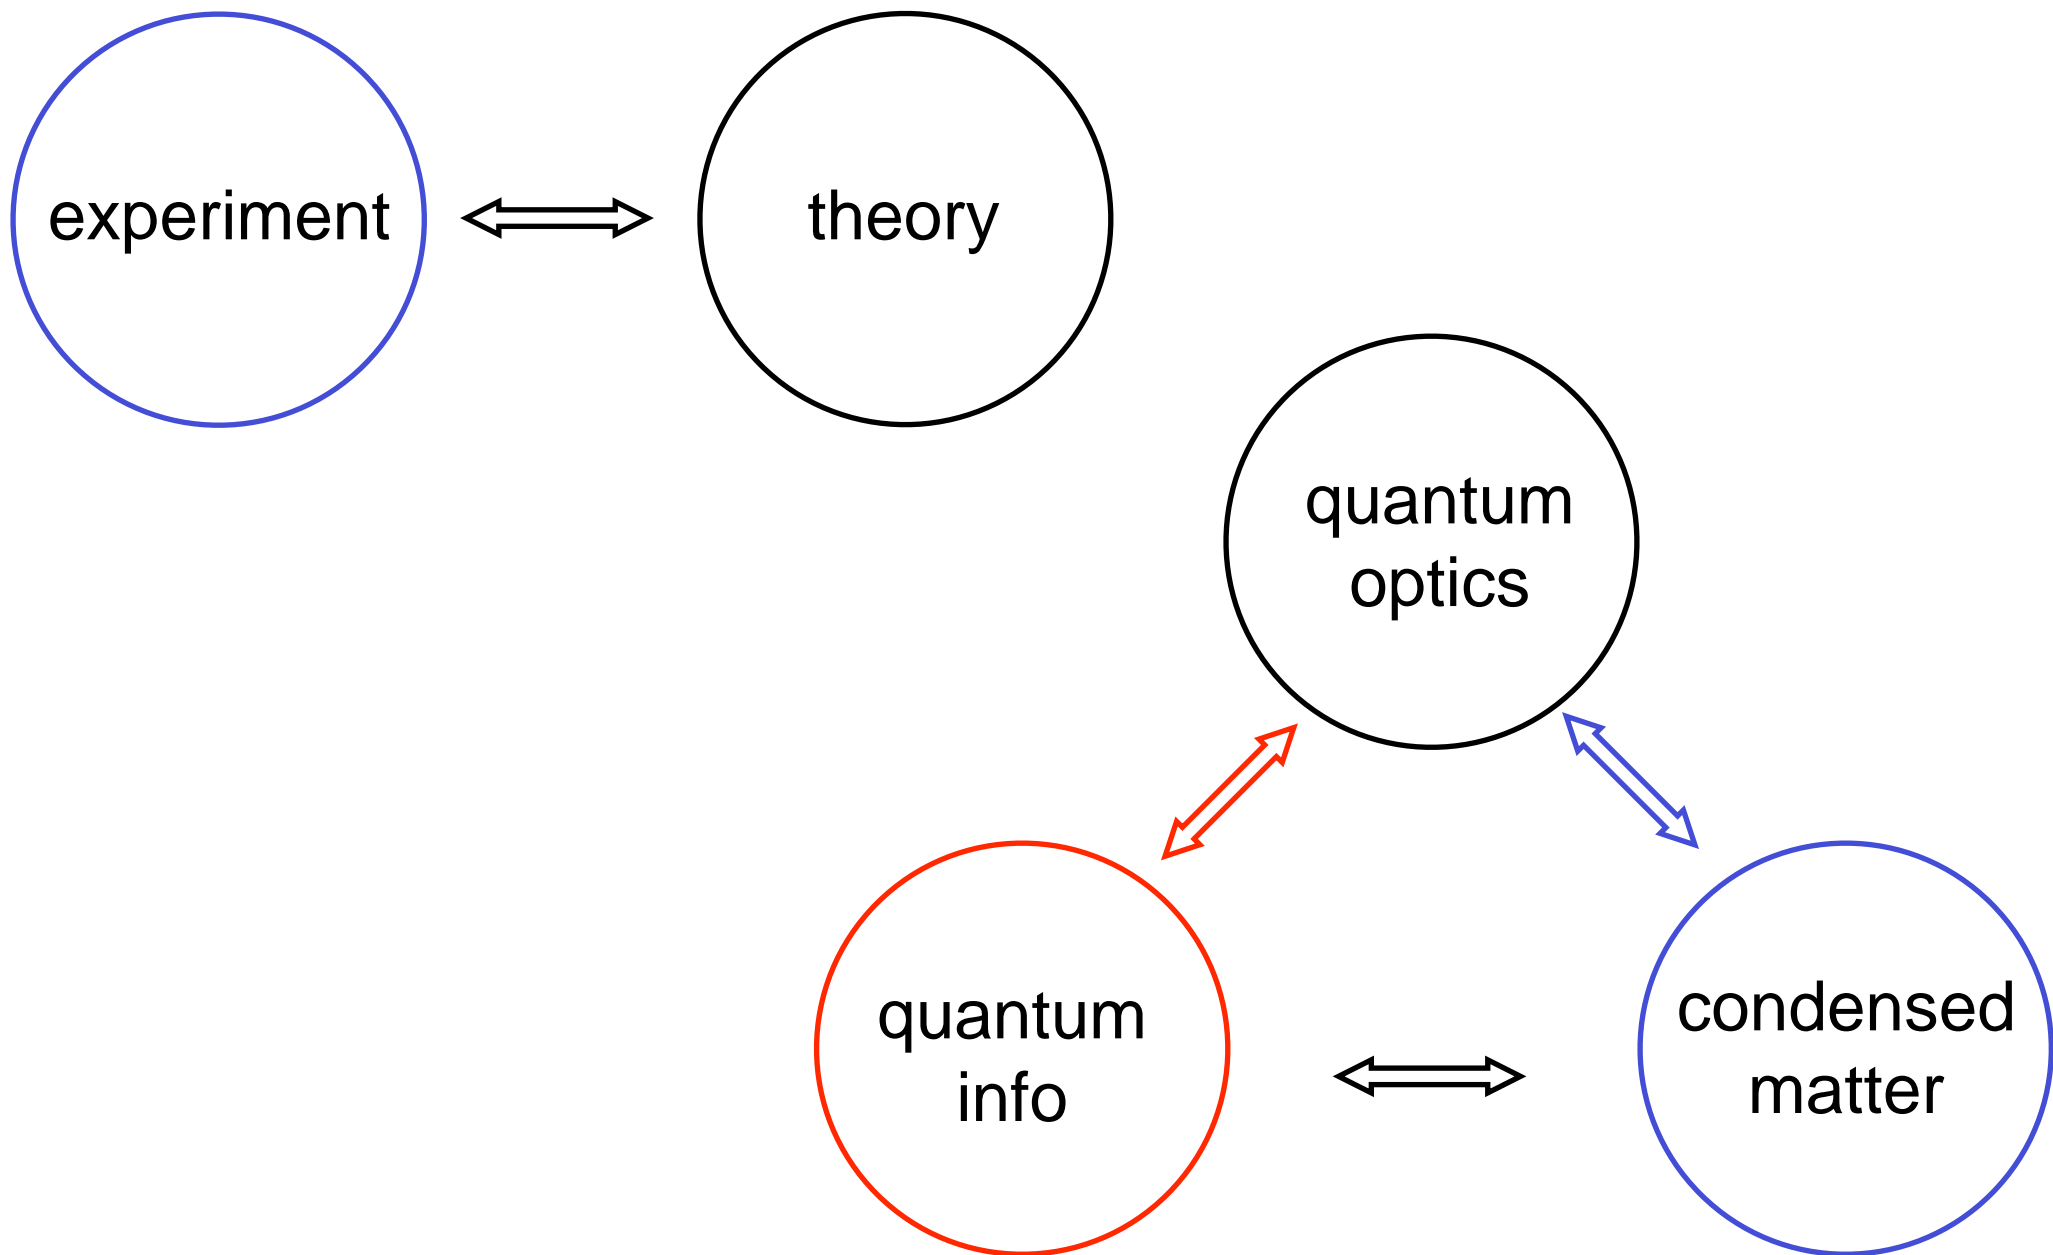 experiment
theory
quantum
optics
quantum
info
condensed
matter